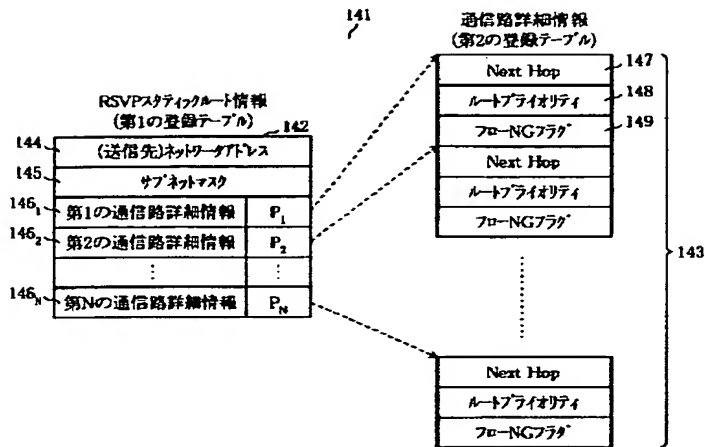 141
通信路詳細情報
(第2の登録テーブル)
RSVPスタティックルート情報
(第1の登録テーブル)
142
144
(送信先)ネットワークアドレス
145
サブネットマスク
146₁
第1の通信路詳細情報
P₁
146₂
第2の通信路詳細情報
P₂
⋮
⋮
146ₙ
第Nの通信路詳細情報
Pₙ
Next Hop
147
ルートプライオリティ
148
フローNGフラグ
149
Next Hop
ルートプライオリティ
フローNGフラグ
143
Next Hop
ルートプライオリティ
フローNGフラグ